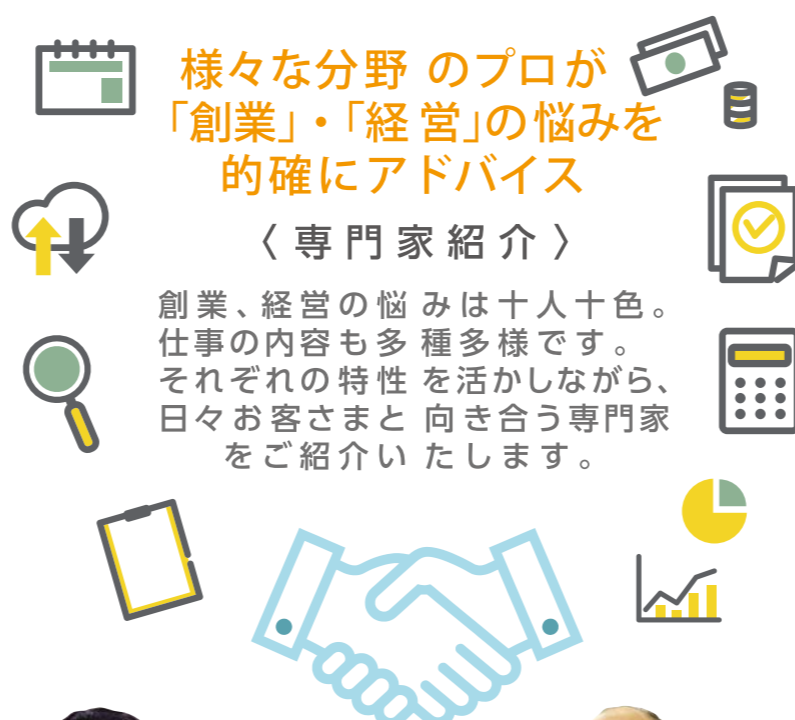 様々な分野のプロが
「創業」・「経営」の悩みを
的確にアドバイス
〈専門家紹介〉
創業、経営の悩みは十人十色。
仕事の内容も多種多様です。
それぞれの特性を活かしながら、
日々お客さまと向き合う専門家
をご紹介いたします。